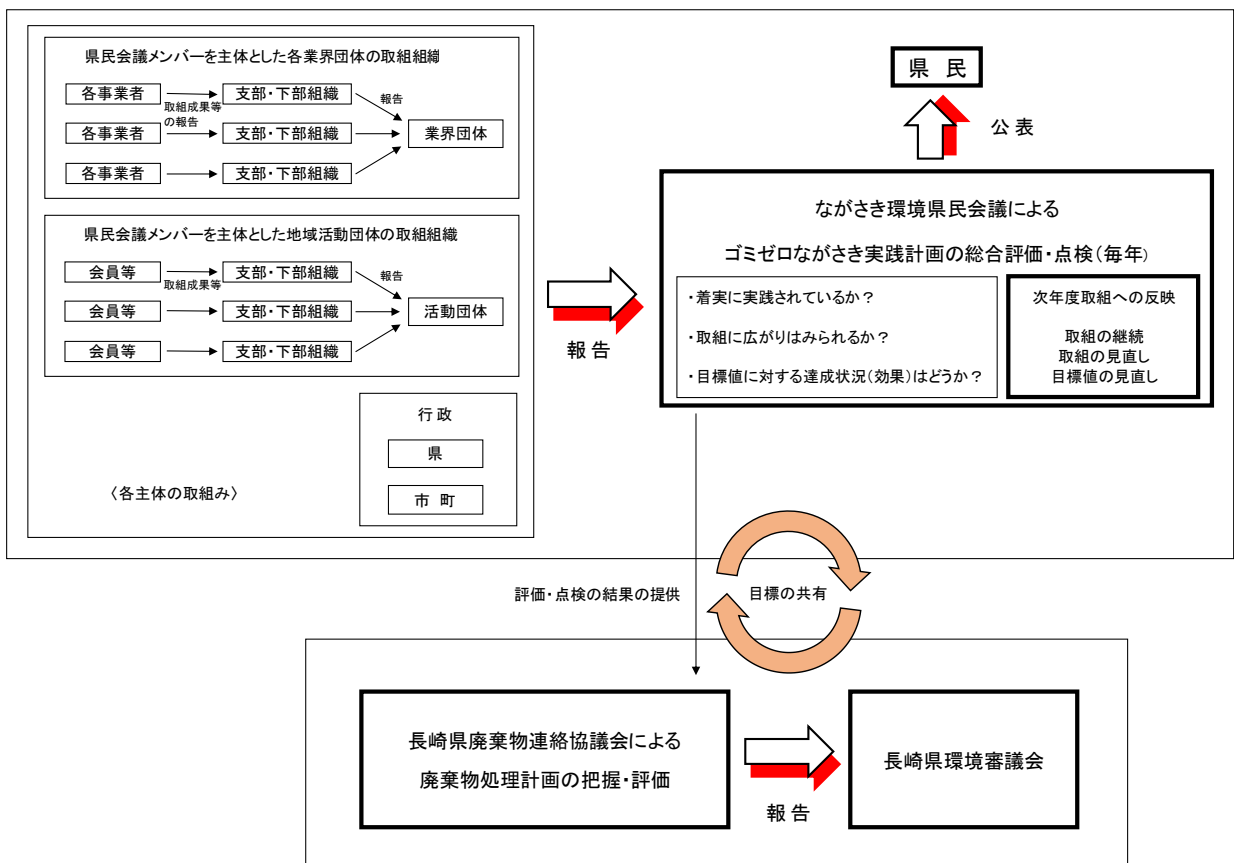 県民会議メンバーを主体とした各業界団体の取組組織
各事業者
支部・下部組織
報告
取組成果等
の報告
各事業者
支部・下部組織
業界団体
各事業者
支部・下部組織
県民会議メンバーを主体とした地域活動団体の取組組織
会員等
支部・下部組織
報告
取組成果等
会員等
支部・下部組織
活動団体
会員等
支部・下部組織
行 政
県
市 町
〈各主体の取組み〉
報 告
県 民
公 表
ながさき環境県民会議による
ゴミゼロながさき実践計画の総合評価・点検(毎年)
・着実に実践されているか？
・取組に広がりはみられるか？
・目標値に対する達成状況(効果)はどうか？
次年度取組への反映
取組の継続
取組の見直し
目標値の見直し
評価・点検の結果の提供
目標の共有
長崎県廃棄物連絡協議会による
廃棄物処理計画の把握・評価
報 告
長崎県環境審議会